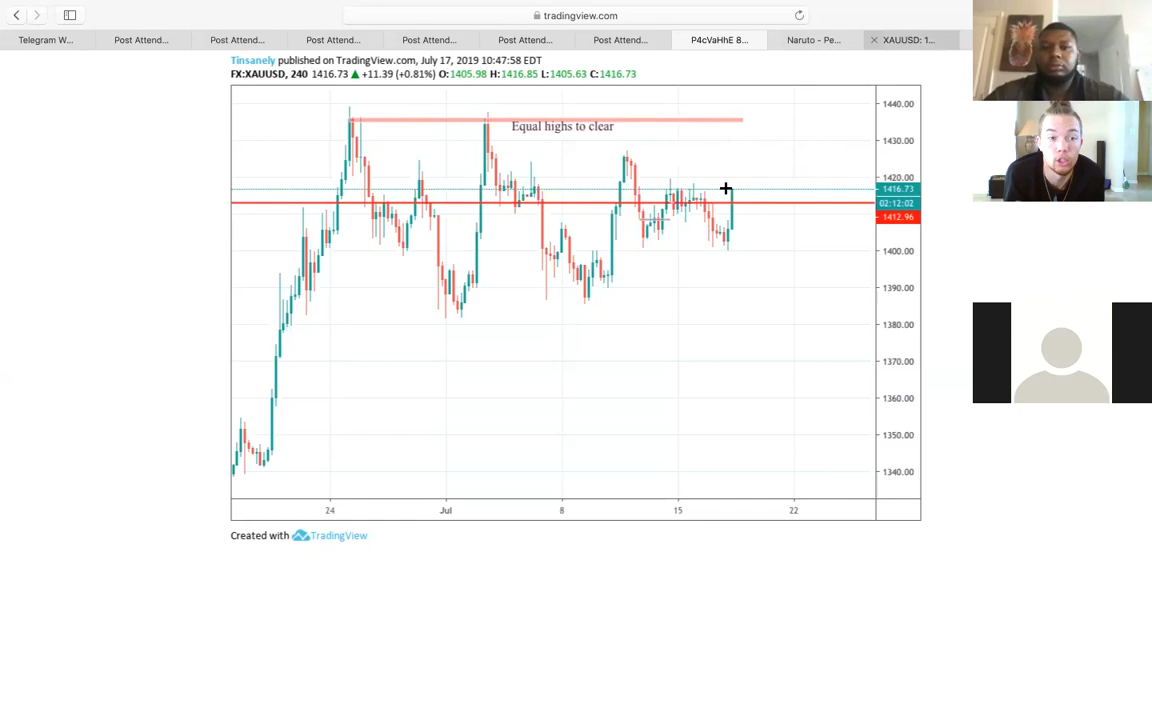 tradingview.com
Telegram W...
Post Attend...
Post Attend...
Post Attend...
Post Attend...
Post Attend...
Post Attend...
P4cVaHhE 8...
Naruto - Pe...
XAUUSD: 1...
Tinsanely published on TradingView.com, July 17, 2019 10:47:58 EDT
FX:XAUUSD, 240 1416.73 ▲ +11.39 (+0.81%) O:1405.98 H:1416.85 L:1405.63 C:1416.73
Equal highs to clear
1440.00
1430.00
1420.00
1416.73
02:12:02
1412.96
1400.00
1390.00
1380.00
1370.00
1360.00
1350.00
1340.00
24
Jul
8
15
22
Created with TradingView